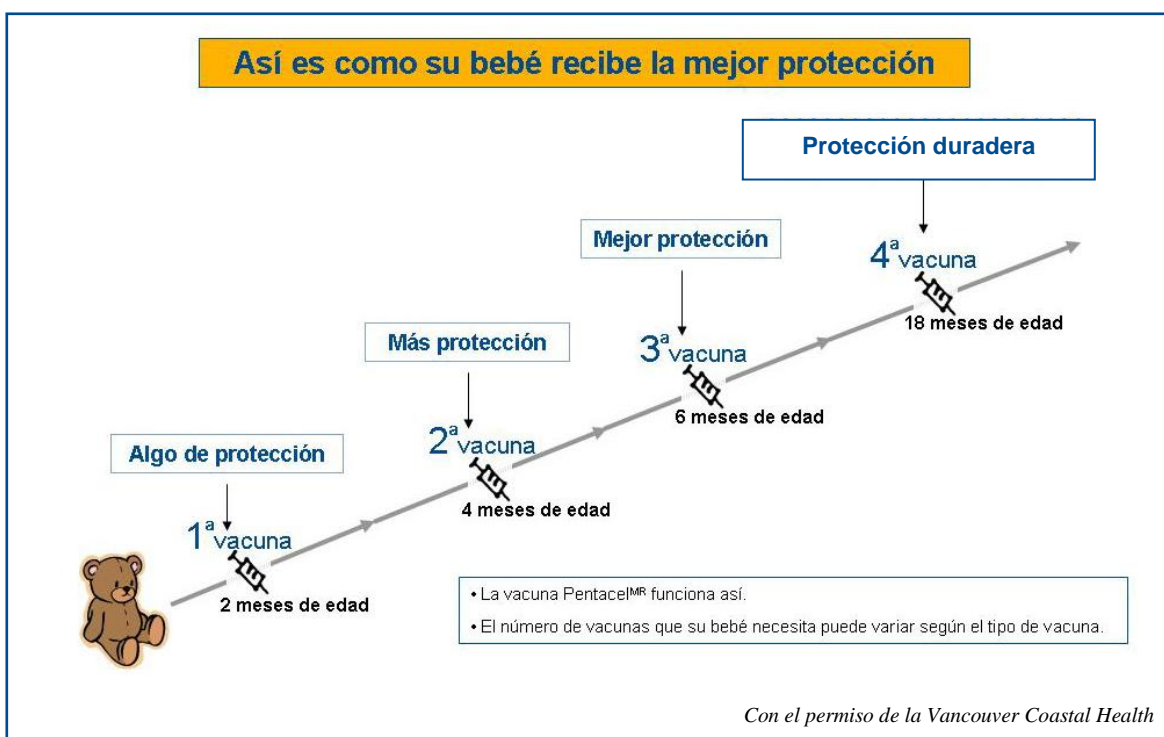 Así es como su bebé recibe la mejor protección
Protección duradera
Mejor protección
4ª vacuna
18 meses de edad
Más protección
3ª vacuna
6 meses de edad
Algo de protección
2ª vacuna
4 meses de edad
1ª vacuna
2 meses de edad
• La vacuna Pentacelᴹᴿ funciona así.
• El número de vacunas que su bebé necesita puede variar según el tipo de vacuna.
Con el permiso de la Vancouver Coastal Health